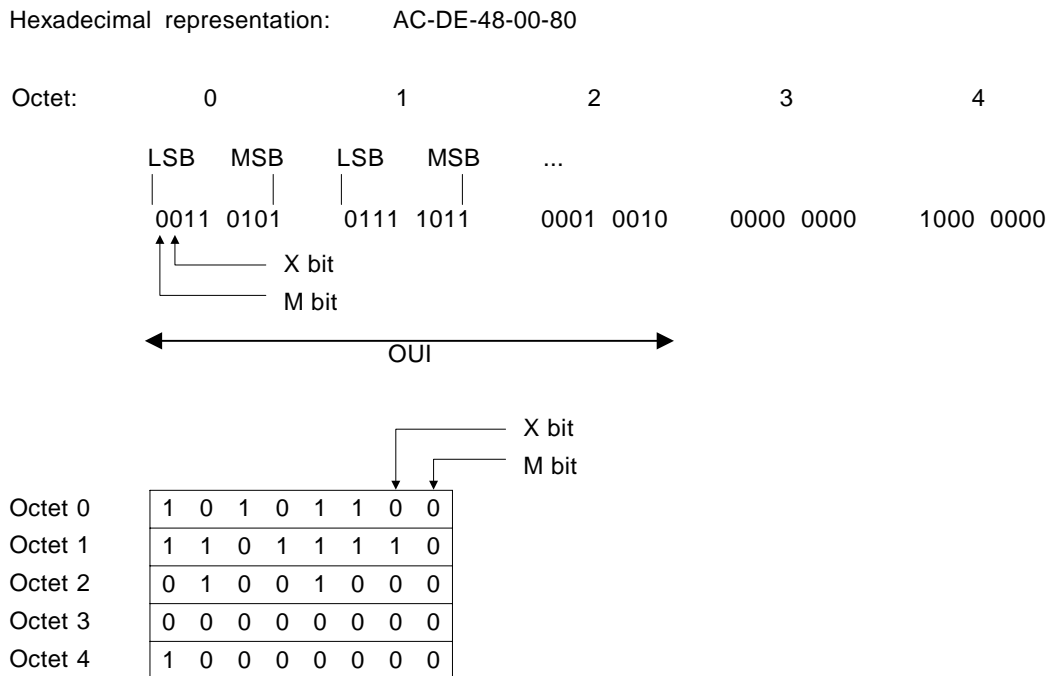 Hexadecimal representation: AC-DE-48-00-80
Octet: 0 1 2 3 4
LSB MSB LSB MSB ...
0011 0101 0111 1011 0001 0010 0000 0000 1000 0000
X bit
M bit
OUI
X bit
M bit
Octet 0 1 0 1 0 1 1 0 0
Octet 1 1 1 0 1 1 1 1 0
Octet 2 0 1 0 0 1 0 0 0
Octet 3 0 0 0 0 0 0 0 0
Octet 4 1 0 0 0 0 0 0 0